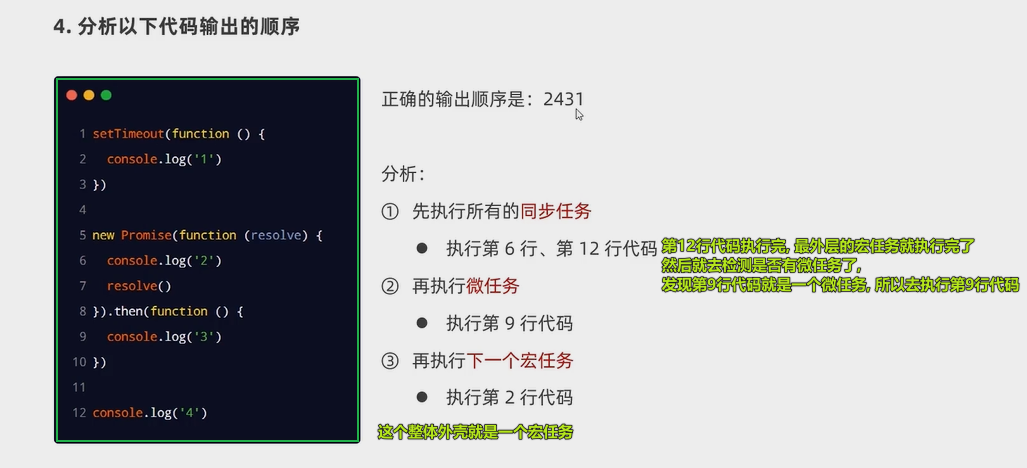 4. 分析以下代码输出的顺序
1 setTimeout(function () {
2 console.log('1')
3 })
4
5 new Promise(function (resolve) {
6 console.log('2')
7 resolve()
8 }).then(function () {
9 console.log('3')
10 })
11
12 console.log('4')
正确的输出顺序是：2431
分析：
① 先执行所有的同步任务
● 执行第 6 行、第 12 行代码
第12行代码执行完, 最外层的宏任务就执行完了
然后就去检测是否有微任务了,
发现第9行代码就是一个微任务, 所以去执行第9行代码
② 再执行微任务
● 执行第 9 行代码
③ 再执行下一个宏任务
● 执行第 2 行代码
这个整体外壳就是一个宏任务